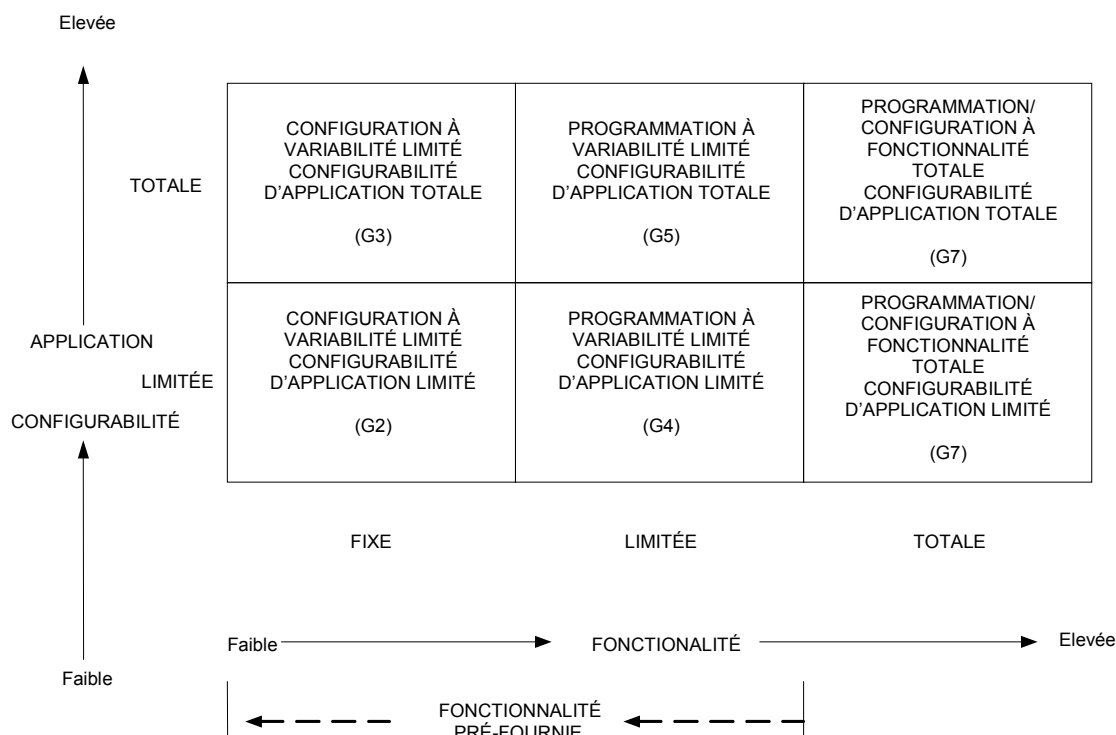 Elevée
TOTALE
CONFIGURATION À
VARIABILITÉ LIMITÉ
CONFIGURABILITÉ
D'APPLICATION TOTALE
(G3)
PROGRAMMATION À
VARIABILITÉ LIMITÉ
CONFIGURABILITÉ
D'APPLICATION TOTALE
(G5)
PROGRAMMATION/
CONFIGURATION À
FONCTIONNALITÉ
TOTALE
CONFIGURABILITÉ
D'APPLICATION TOTALE
(G7)
APPLICATION
LIMITÉE
CONFIGURABILITÉ
CONFIGURATION À
VARIABILITÉ LIMITÉ
CONFIGURABILITÉ
D'APPLICATION LIMITÉ
(G2)
PROGRAMMATION À
VARIABILITÉ LIMITÉ
CONFIGURABILITÉ
D'APPLICATION LIMITÉ
(G4)
PROGRAMMATION/
CONFIGURATION À
FONCTIONNALITÉ
TOTALE
CONFIGURABILITÉ
D'APPLICATION LIMITÉ
(G7)
FIXE
LIMITÉE
TOTALE
Faible
FONCTIONALITÉ
Elevée
Faible
FONCTIONNALITÉ
PRÉ-FOURNIE